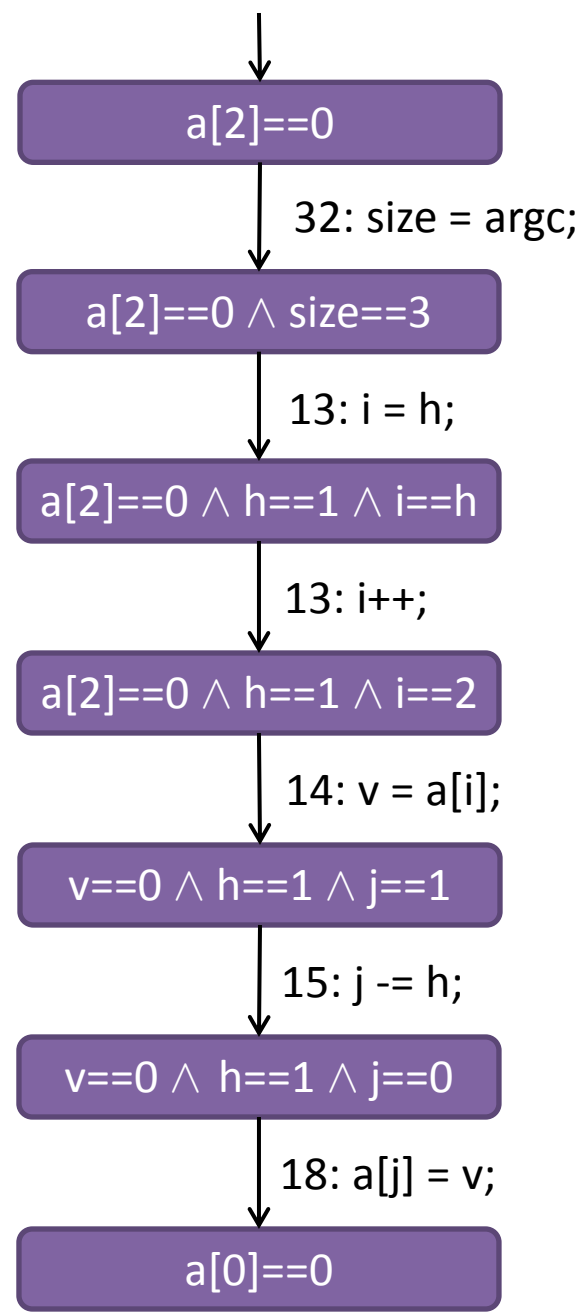 a[2]==0
32: size = argc;
a[2]==0 ∧ size==3
13: i = h;
a[2]==0 ∧ h==1 ∧ i==h
13: i++;
a[2]==0 ∧ h==1 ∧ i==2
14: v = a[i];
v==0 ∧ h==1 ∧ j==1
15: j -= h;
v==0 ∧ h==1 ∧ j==0
18: a[j] = v;
a[0]==0